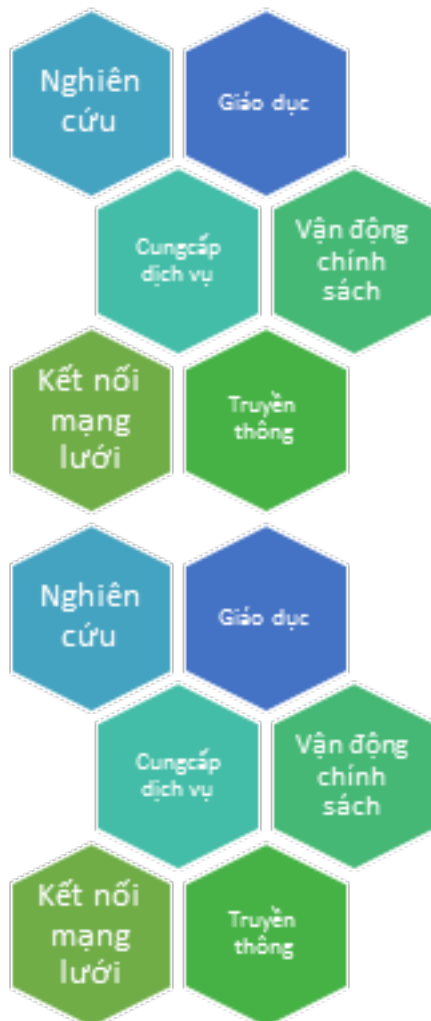 Nghiên
cứu
Giáo dục
Cungcấp
dịch vụ
Vận động
chính
sách
Kết nối
mạng
lưới
Truyền
thông
Nghiên
cứu
Giáo dục
Cungcấp
dịch vụ
Vận động
chính
sách
Kết nối
mạng
lưới
Truyền
thông